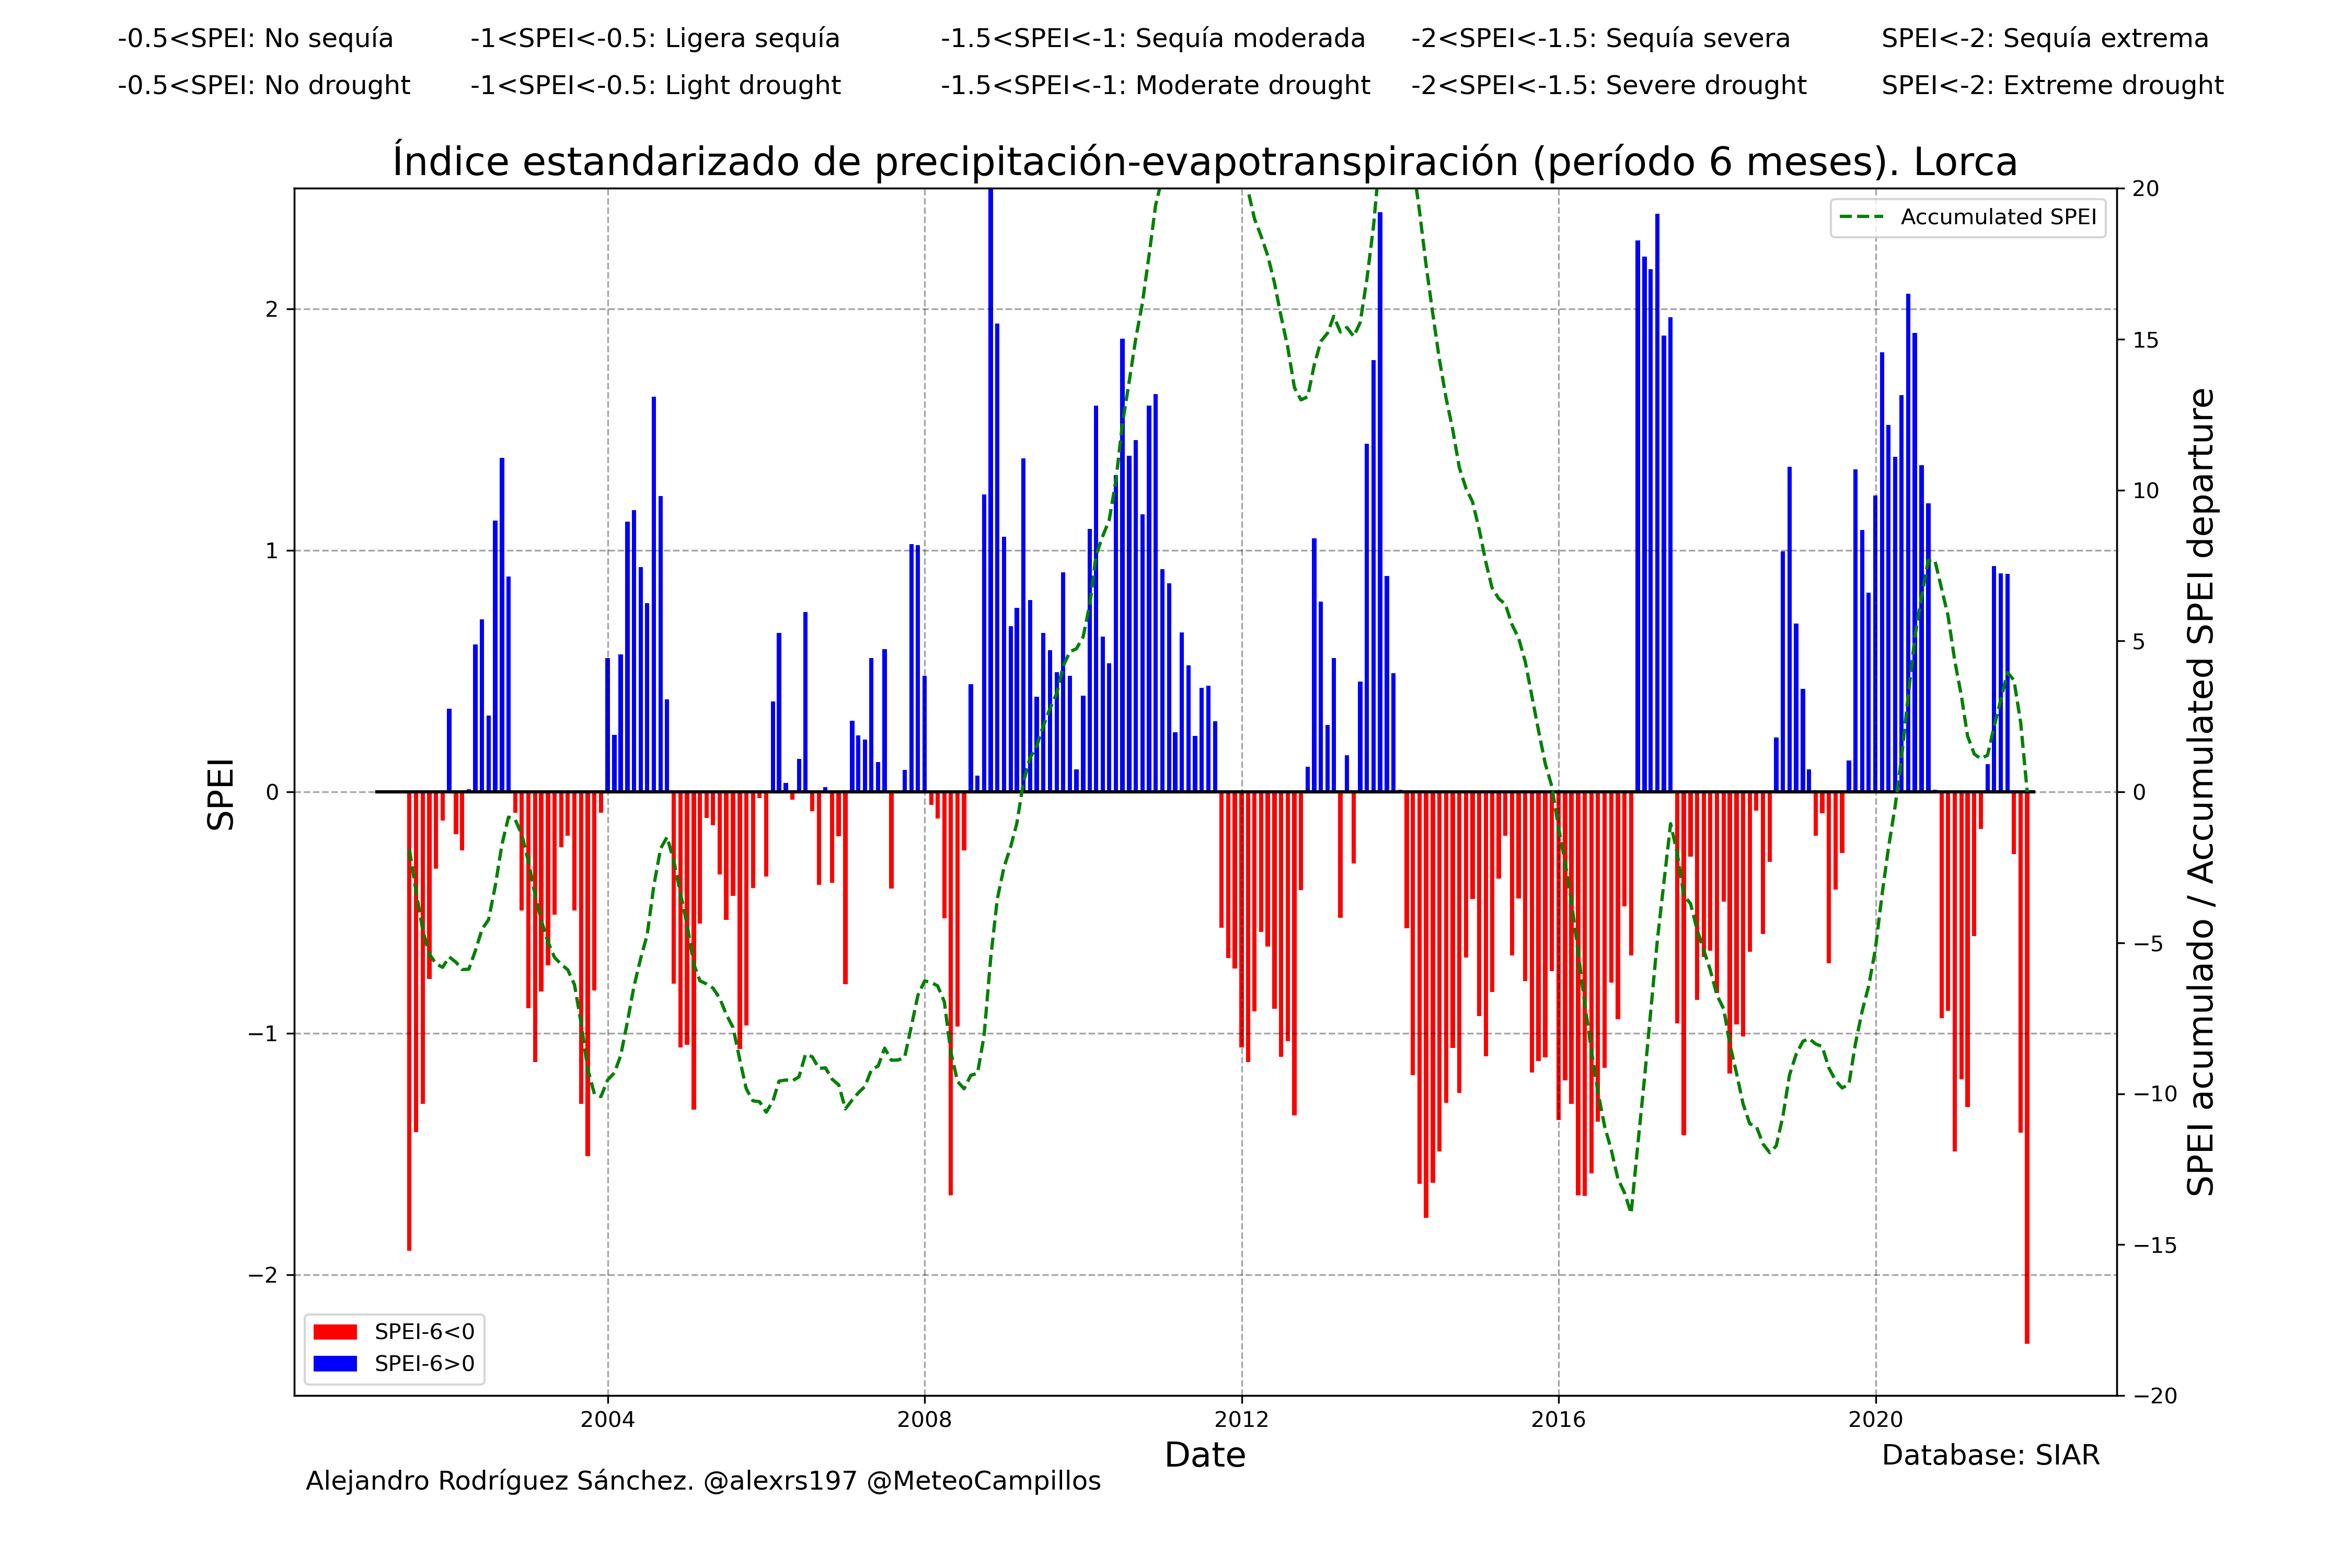 -0.5<SPEI: No sequía -1<SPEI<-0.5: Ligera sequía -1.5<SPEI<-1: Sequía moderada -2<SPEI<-1.5: Sequía severa SPEI<-2: Sequía extrema
-0.5<SPEI: No drought -1<SPEI<-0.5: Light drought -1.5<SPEI<-1: Moderate drought -2<SPEI<-1.5: Severe drought SPEI<-2: Extreme drought
Índice estandarizado de precipitación-evapotranspiración (período 6 meses). Lorca
Accumulated SPEI
SPEI
2
1
0
−1
−2
20
15
10
5
0
−5
−10
−15
−20
SPEI acumulado / Accumulated SPEI departure
SPEI-6<0
SPEI-6>0
2004 2008 2012 2016 2020
Date
Database: SIAR
Alejandro Rodríguez Sánchez. @alexrs197 @MeteoCampillos